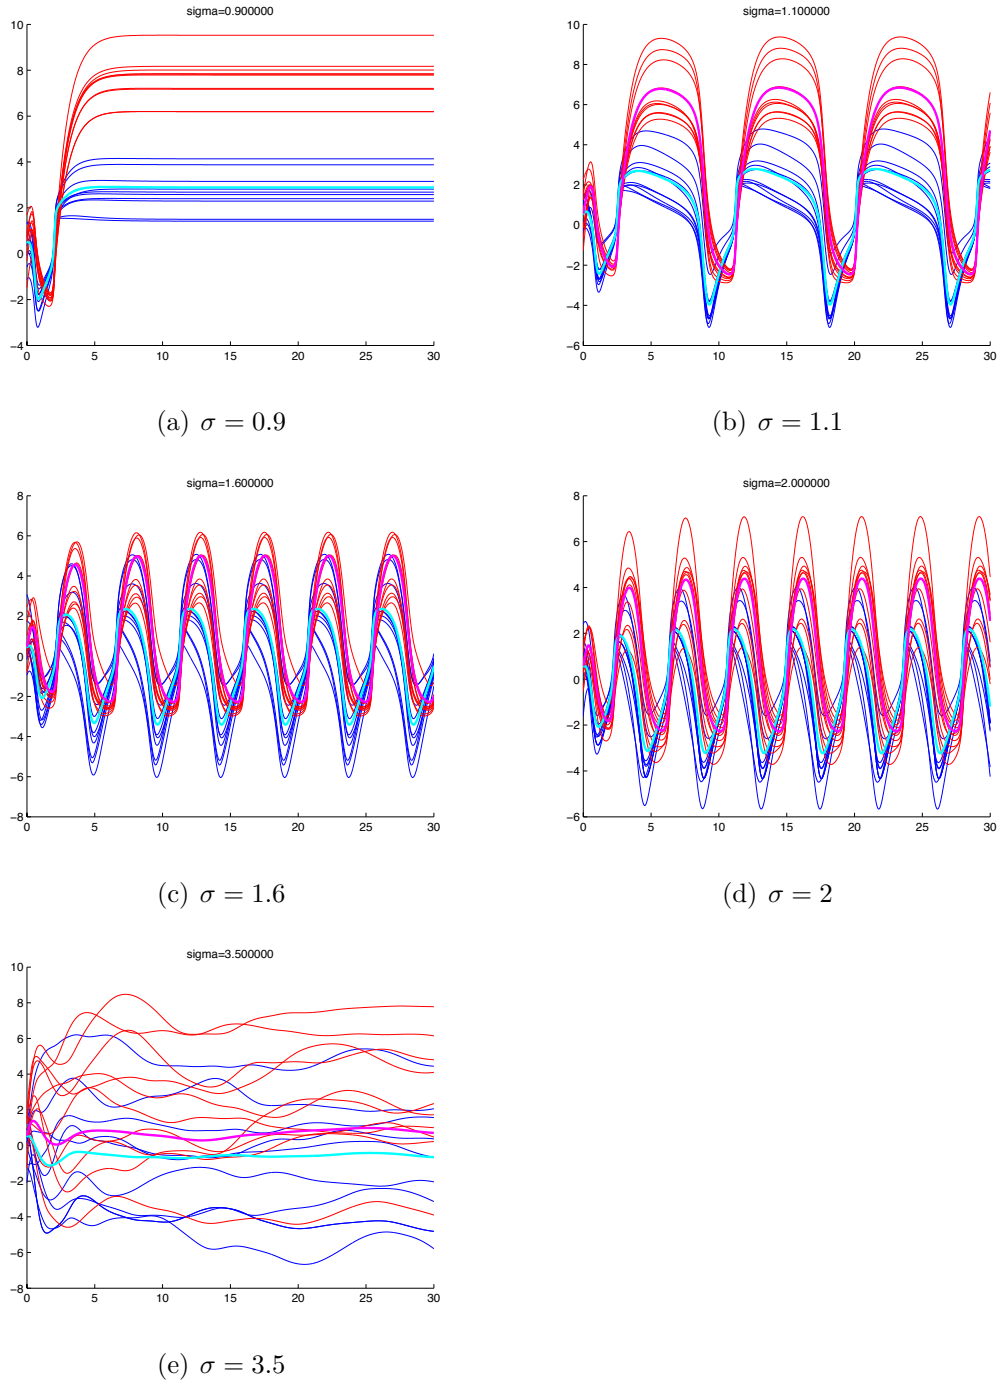 sigma=0.900000
10
8
6
4
2
0
−2
−4
0 5 10 15 20 25 30
(a) σ = 0.9
sigma=1.100000
10
8
6
4
2
0
−2
−4
−6
0 5 10 15 20 25 30
(b) σ = 1.1
sigma=1.600000
8
6
4
2
0
−2
−4
−6
−8
0 5 10 15 20 25 30
(c) σ = 1.6
sigma=2.000000
8
6
4
2
0
−2
−4
−6
0 5 10 15 20 25 30
(d) σ = 2
sigma=3.500000
10
8
6
4
2
0
−2
−4
−6
−8
0 5 10 15 20 25 30
(e) σ = 3.5